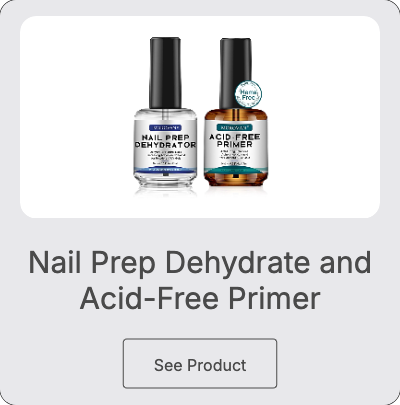 NAIL PREP
DEHYDRATOR
ACID-FREE
PRIMER
Nail Prep Dehydrate and
Acid-Free Primer
See Product